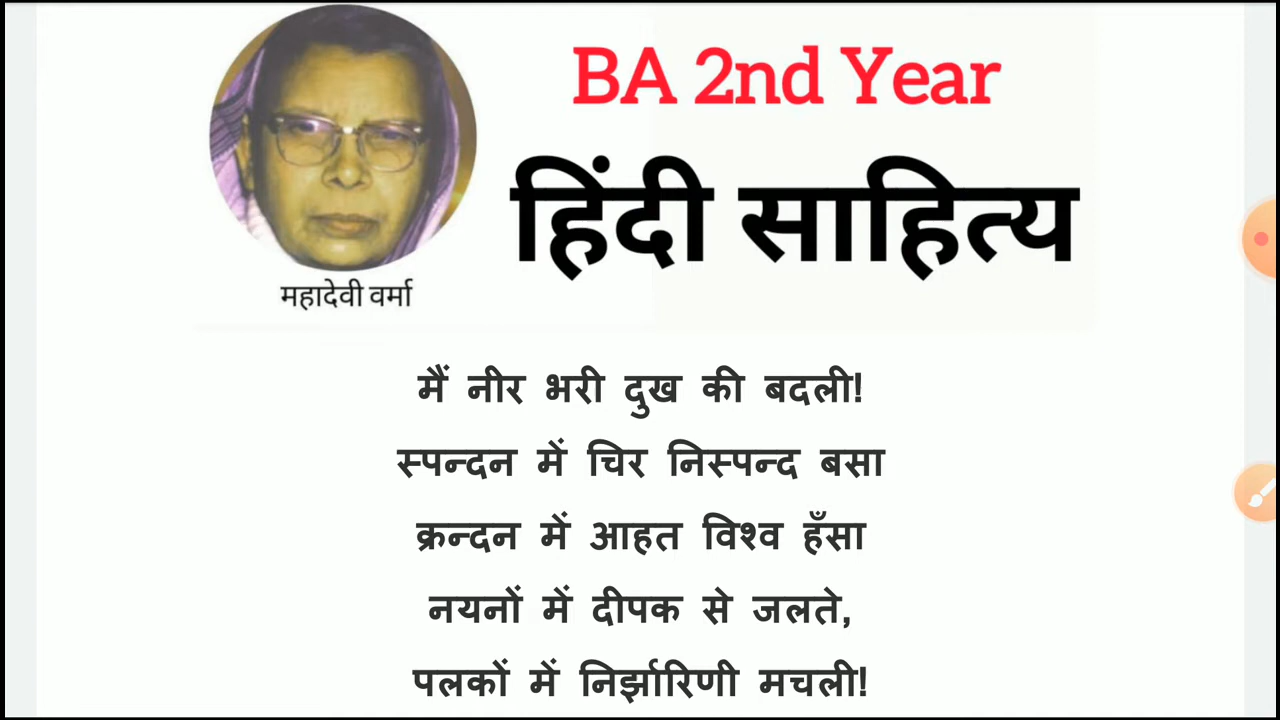 BA 2nd Year
हिंदी साहित्य
महादेवी वर्मा
मैं नीर भरी दुख की बदली!
स्पन्दन में चिर निस्पन्द बसा
क्रन्दन में आहत विश्व हँसा
नयनों में दीपक से जलते,
पलकों में निर्झारिणी मचली!